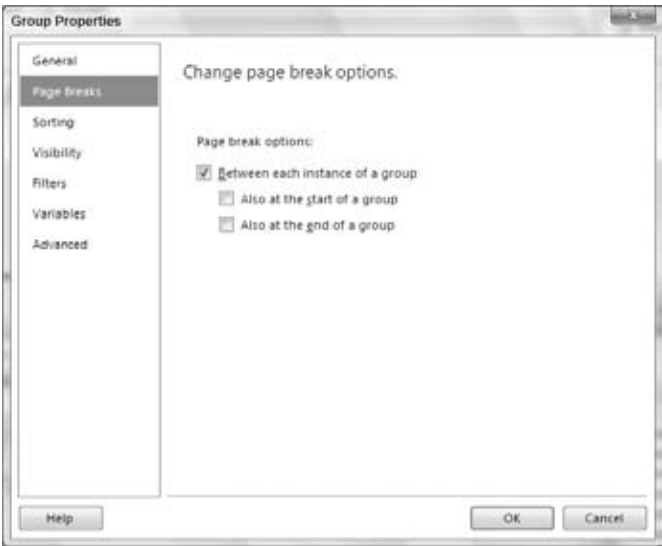 Group Properties
General
Page Breaks
Sorting
Visibility
Filters
Variables
Advanced
Change page break options.
Page break options:
Between each instance of a group
Also at the start of a group
Also at the end of a group
Help
OK
Cancel